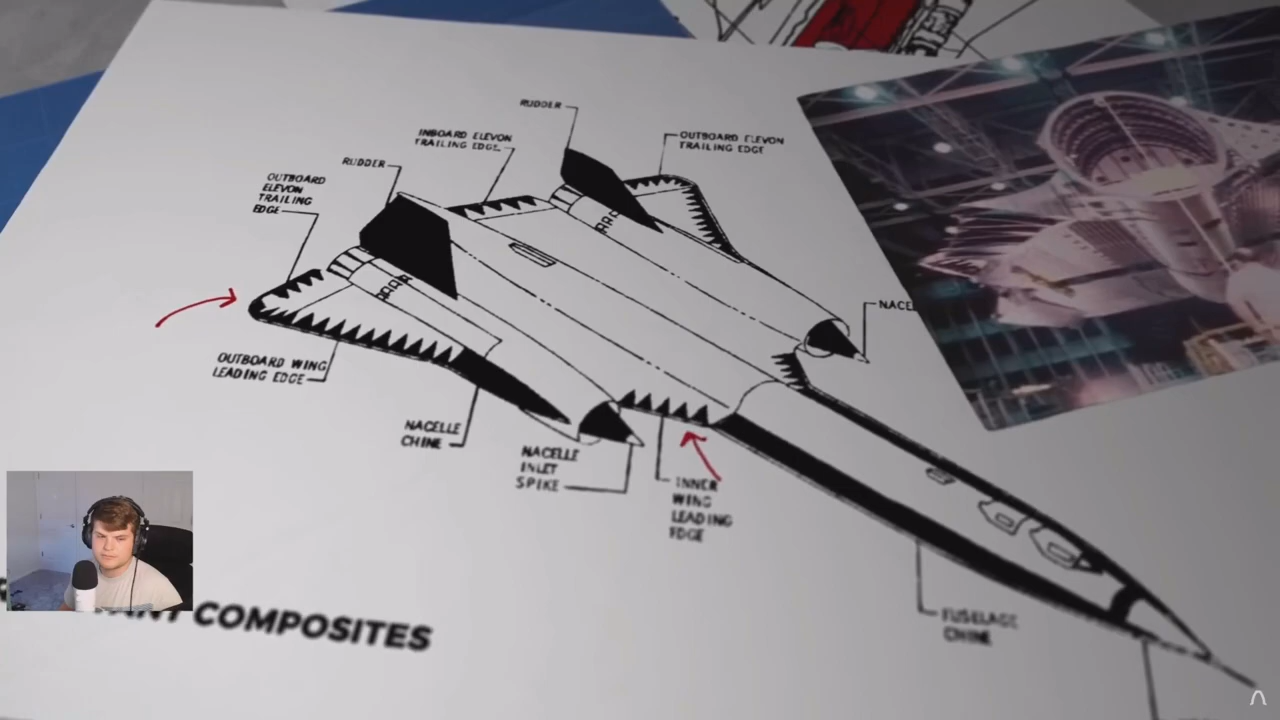 RUDDER
INBOARD ELEVON
TRAILING EDGE
OUTBOARD ELEVON
TRAILING EDGE
RUDDER
OUTBOARD
ELEVON
TRAILING
EDGE
NACE
OUTBOARD WING
LEADING EDGE
NACELLE
CHINE
NACELLE
INLET
SPIKE
INNER
WING
LEADING
EDGE
FUSELAGE
CHINE
COMPOSITES